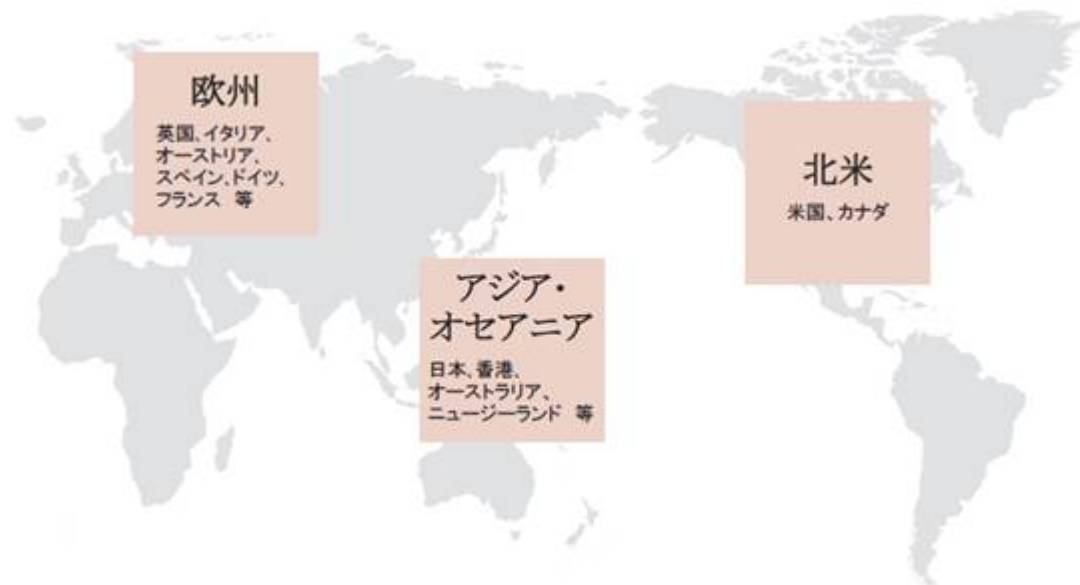 欧州
英国、イタリア、
オーストリア、
スペイン、ドイツ、
フランス 等
アジア・
オセアニア
日本、香港、
オーストラリア、
ニュージーランド 等
北米
米国、カナダ